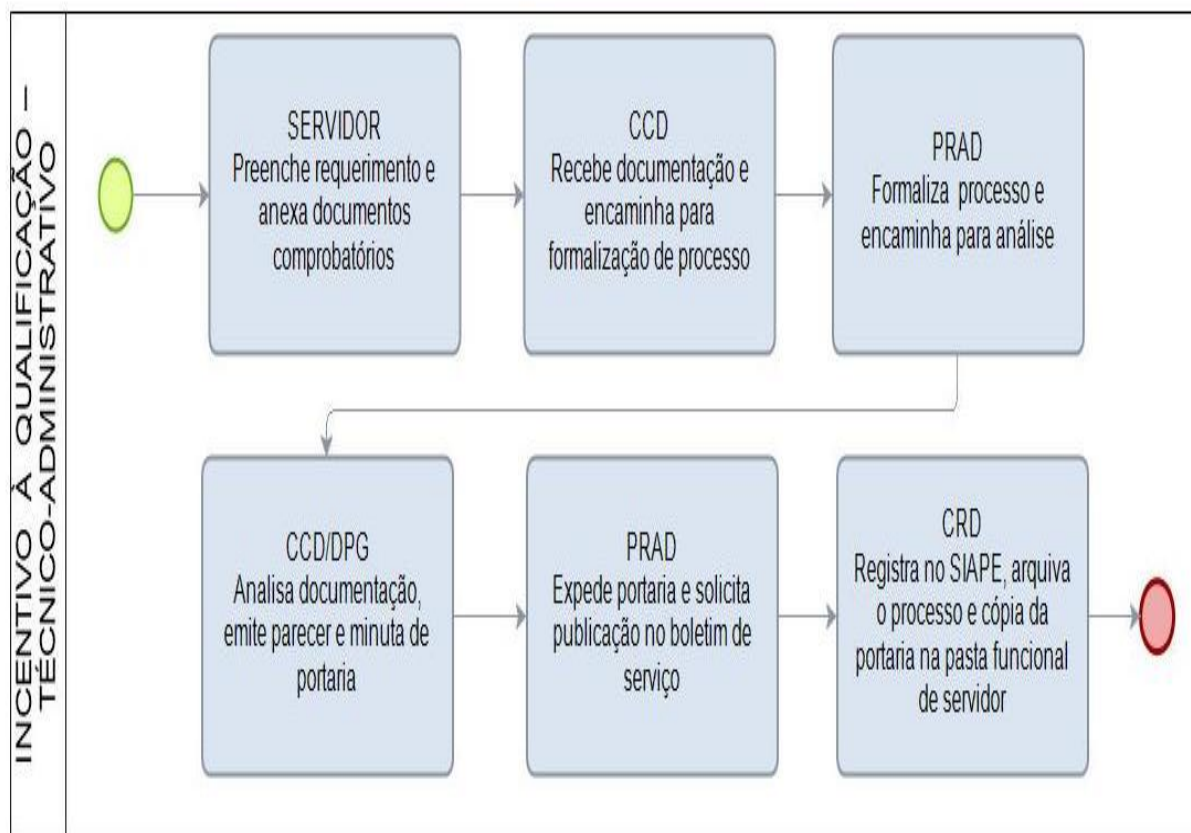 INCENTIVO À QUALIFICAÇÃO –
TÉCNICO-ADMINISTRATIVO
SERVIDOR
Preenche requerimento e
anexa documentos
comprobatórios
CCD
Recebe documentação e
encaminha para
formalização de processo
PRAD
Formaliza processo e
encaminha para análise
CCD/DPG
Analisa documentação,
emite parecer e minuta de
portaria
PRAD
Expede portaria e solicita
publicação no boletim de
serviço
CRD
Registra no SIAPE, arquiva
o processo e cópia da
portaria na pasta funcional
de servidor